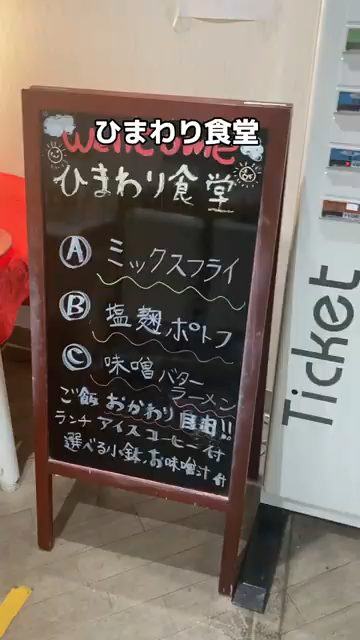 ひまわり食堂
welcome
ひまわり食堂
Ⓐ ミックスフライ
Ⓑ 塩麹ポトフ
Ⓒ 味噌バター
ラーメン
ご飯 おかわり自由!!
ランチ アイスコーヒー付
選べる小鉢、お味噌汁付
Ticket